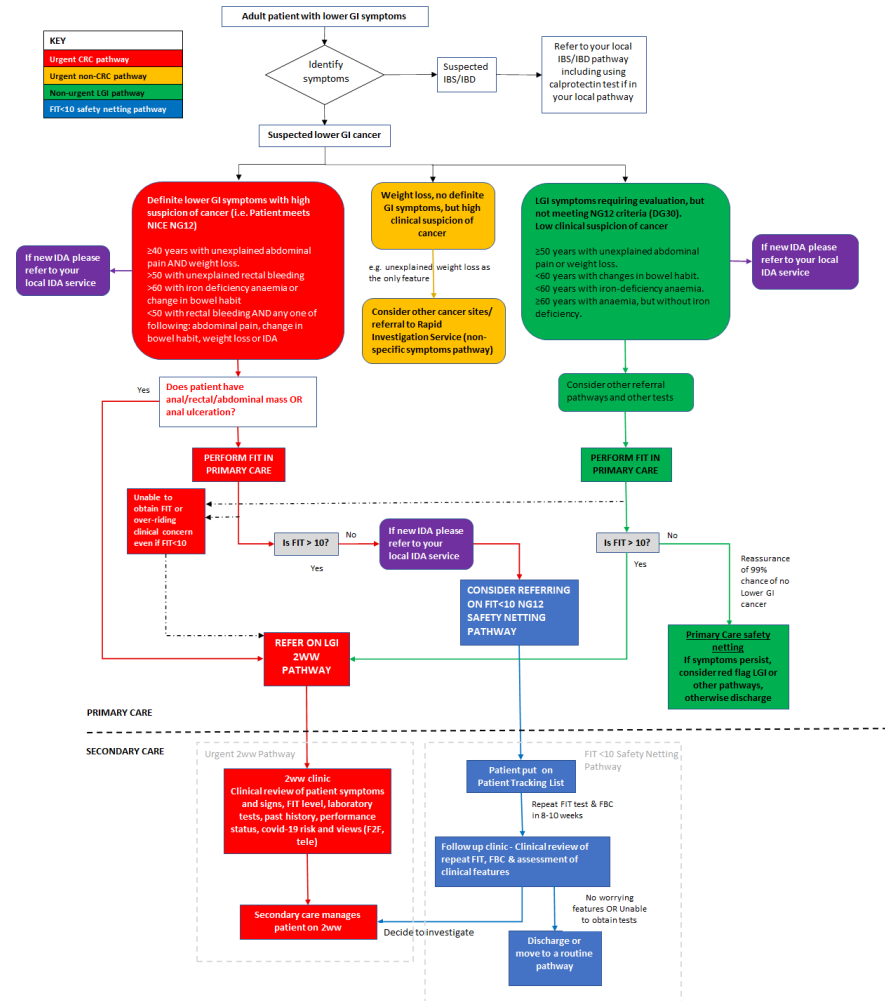 Adult patient with lower GI symptoms
KEY
Urgent CRC pathway
Urgent non-CRC pathway
Non-urgent LGI pathway
FIT<10 safety netting pathway
Identify
symptoms
Suspected
IBS/IBD
Refer to your local
IBS/IBD pathway
including using
calprotectin test if in
your local pathway
Suspected lower GI cancer
Definite lower GI symptoms with high
suspicion of cancer (i.e. Patient meets
NICE NG12)
≥40 years with unexplained abdominal
pain AND weight loss.
>50 with unexplained rectal bleeding
>60 with iron deficiency anaemia or
change in bowel habit
<50 with rectal bleeding AND any one of
following: abdominal pain, change in
bowel habit, weight loss or IDA
If new IDA please
refer to your
local IDA service
Weight loss, no definite
GI symptoms, but high
clinical suspicion of
cancer
e.g. unexplained weight loss as
the only feature
Consider other cancer sites/
referral to Rapid
Investigation Service (non-
specific symptoms pathway)
LGI symptoms requiring evaluation, but
not meeting NG12 criteria (DG30).
Low clinical suspicion of cancer
≥50 years with unexplained abdominal
pain or weight loss.
<60 years with changes in bowel habit.
<60 years with iron-deficiency anaemia.
≥60 years with anaemia, but without iron
deficiency.
If new IDA please
refer to your local
IDA service
Yes
Does patient have
anal/rectal/abdominal mass OR
anal ulceration?
Consider other referral
pathways and other tests
PERFORM FIT IN
PRIMARY CARE
PERFORM FIT IN
PRIMARY CARE
Unable to
obtain FIT or
over-riding
clinical concern
even if FIT<10
Is FIT > 10?
No
Yes
If new IDA please
refer to your
local IDA service
Is FIT > 10?
No
Yes
Reassurance
of 99%
chance of no
Lower GI
cancer
CONSIDER REFERRING
ON FIT<10 NG12
SAFETY NETTING
PATHWAY
REFER ON LGI
2WW
PATHWAY
Primary Care safety
netting
If symptoms persist,
consider red flag LGI or
other pathways,
otherwise discharge
PRIMARY CARE
SECONDARY CARE
Urgent 2ww Pathway
FIT <10 Safety Netting
Pathway
2ww clinic
Clinical review of patient symptoms
and signs, FIT level, laboratory
tests, past history, performance
status, covid-19 risk and views (F2F,
tele)
Patient put on
Patient Tracking List
Repeat FIT test & FBC
in 8-10 weeks
Follow up clinic - Clinical review of
repeat FIT, FBC & assessment of
clinical features
No worrying
features OR Unable
to obtain tests
Secondary care manages
patient on 2ww
Decide to investigate
Discharge or
move to a routine
pathway